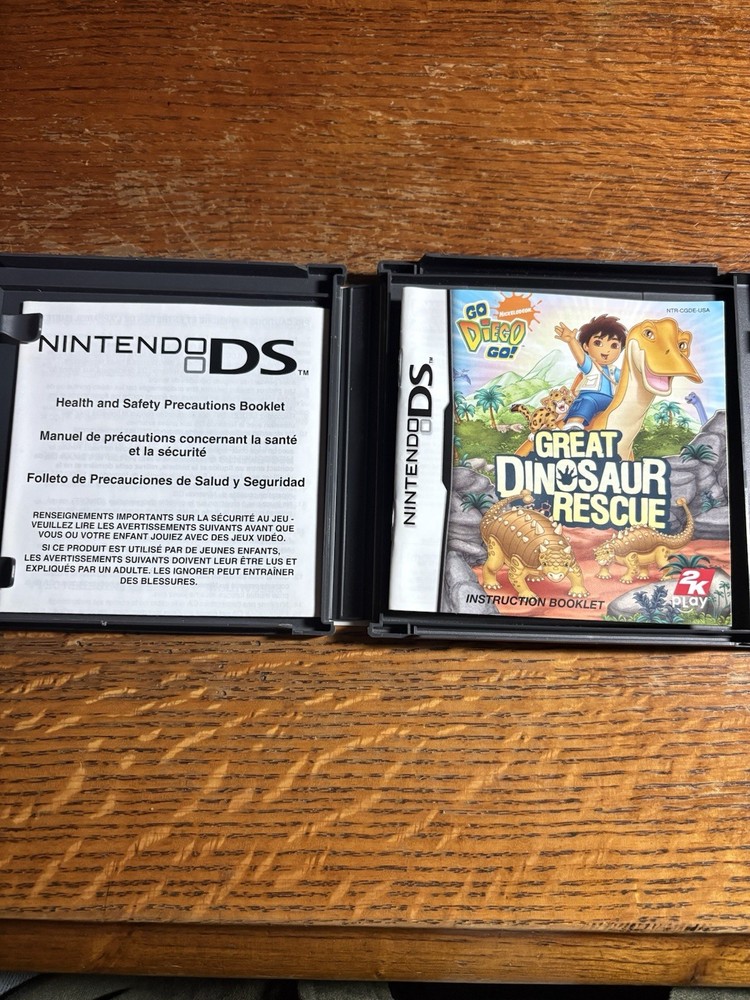 NINTENDO DS™
Health and Safety Precautions Booklet
Manuel de précautions concernant la santé
et la sécurité
Folleto de Precauciones de Salud y Seguridad
RENSEIGNEMENTS IMPORTANTS SUR LA SÉCURITÉ AU JEU -
VEUILLEZ LIRE LES AVERTISSEMENTS SUIVANTS AVANT QUE
VOUS OU VOTRE ENFANT JOUIEZ AVEC DES JEUX VIDÉO.
SI CE PRODUIT EST UTILISÉ PAR DE JEUNES ENFANTS,
LES AVERTISSEMENTS SUIVANTS DOIVENT LEUR ÊTRE LUS ET
EXPLIQUÉS PAR UN ADULTE. LES IGNORER PEUT ENTRAÎNER
DES BLESSURES.
NINTENDO DS™
NICKELODEON
GO
DIEGO
GO!
NTR-CGDE-USA
GREAT
DINOSAUR
RESCUE
INSTRUCTION BOOKLET
2K
play